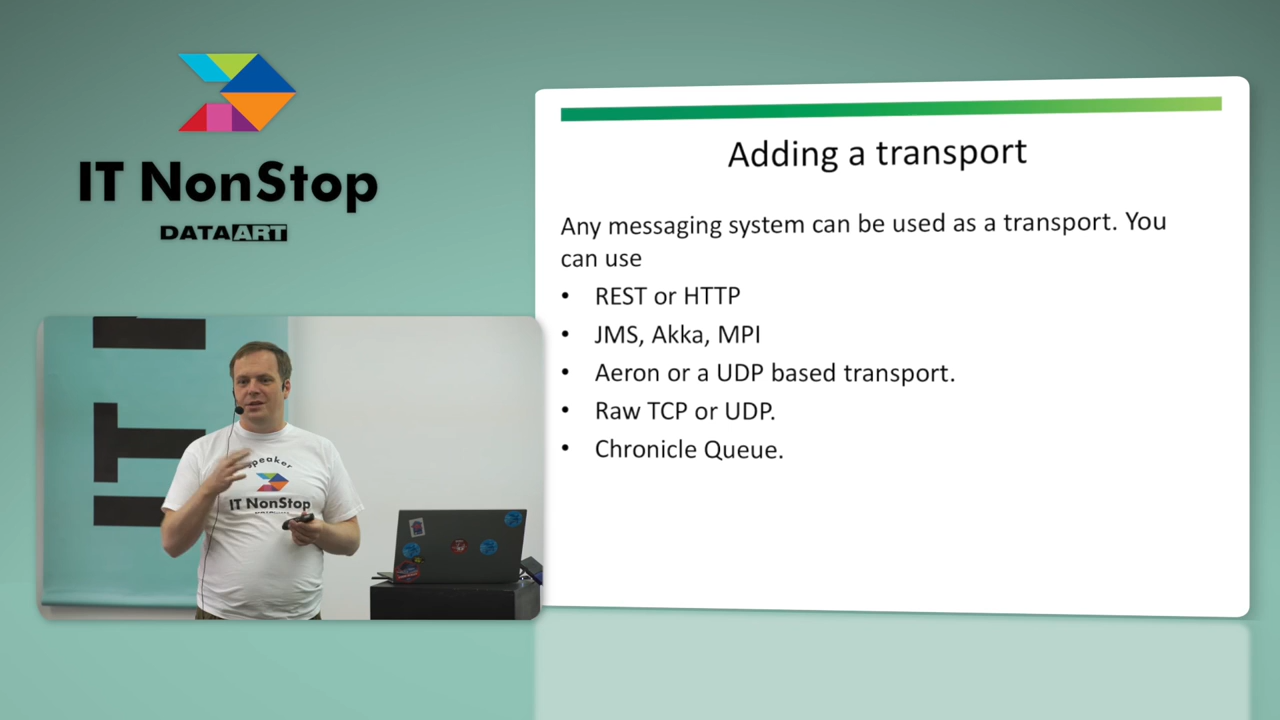 IT NonStop
DATAART
Adding a transport
Any messaging system can be used as a transport. You
can use
• REST or HTTP
• JMS, Akka, MPI
• Aeron or a UDP based transport.
• Raw TCP or UDP.
• Chronicle Queue.
speaker
IT NonStop